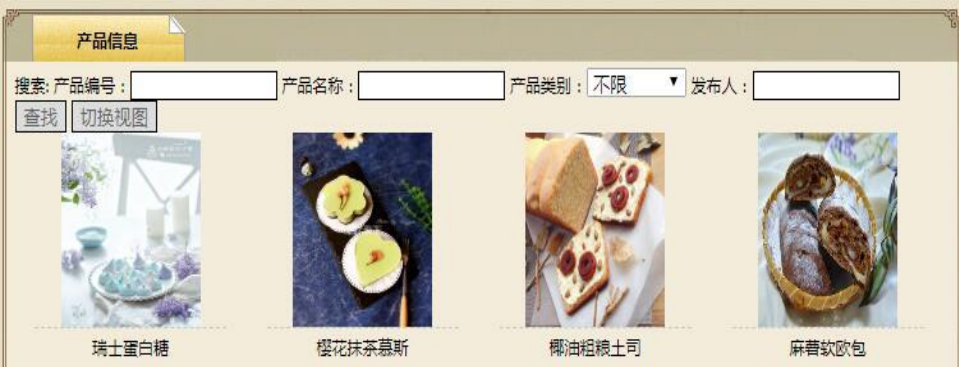 产品信息
搜索: 产品编号： 产品名称： 产品类别： 不限 发布人：
查找 切换视图
瑞士蛋白糖 樱花抹茶慕斯 椰油粗粮土司 麻薯软欧包